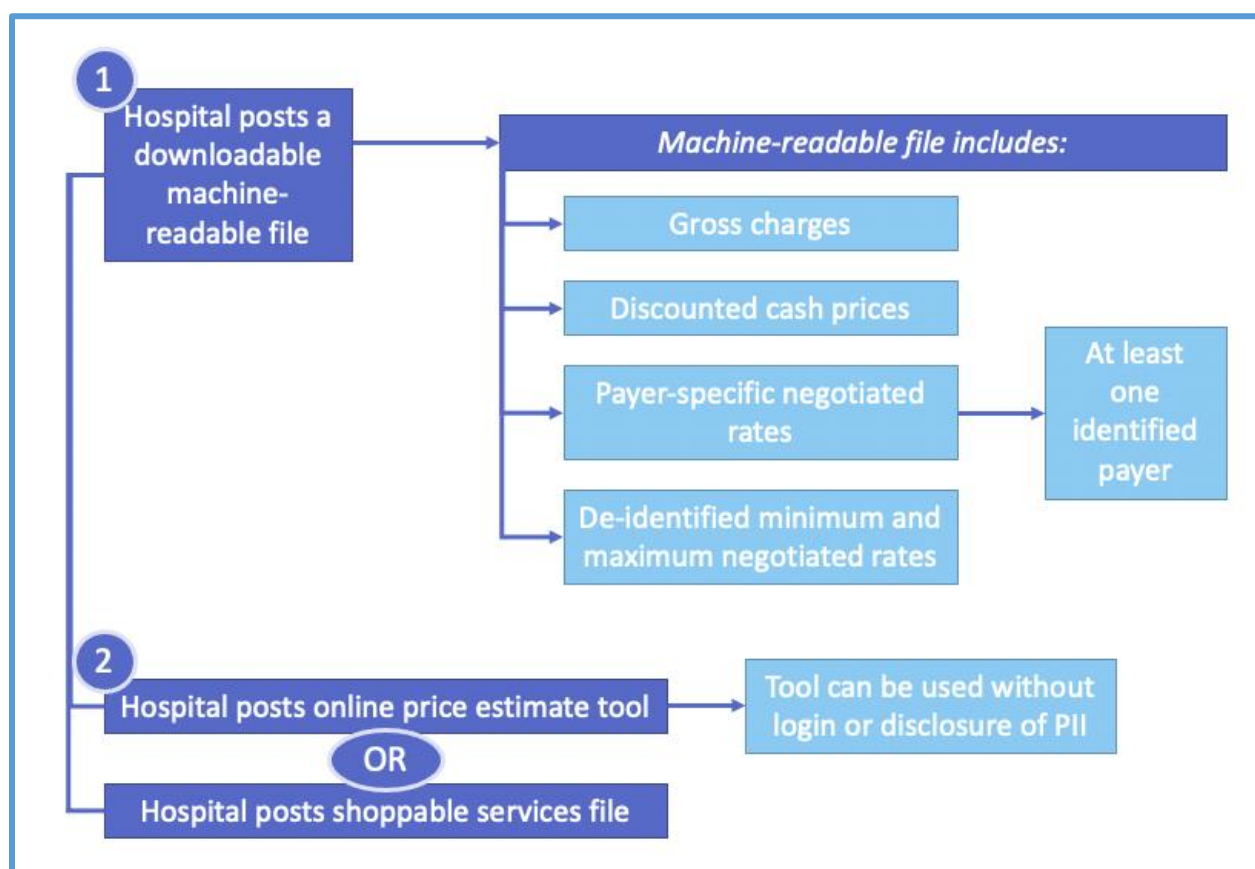 1
Hospital posts a
downloadable
machine-
readable file
Machine-readable file includes:
Gross charges
Discounted cash prices
Payer-specific negotiated
rates
At least
one
identified
payer
De-identified minimum and
maximum negotiated rates
2
Hospital posts online price estimate tool
Tool can be used without
login or disclosure of PII
OR
Hospital posts shoppable services file